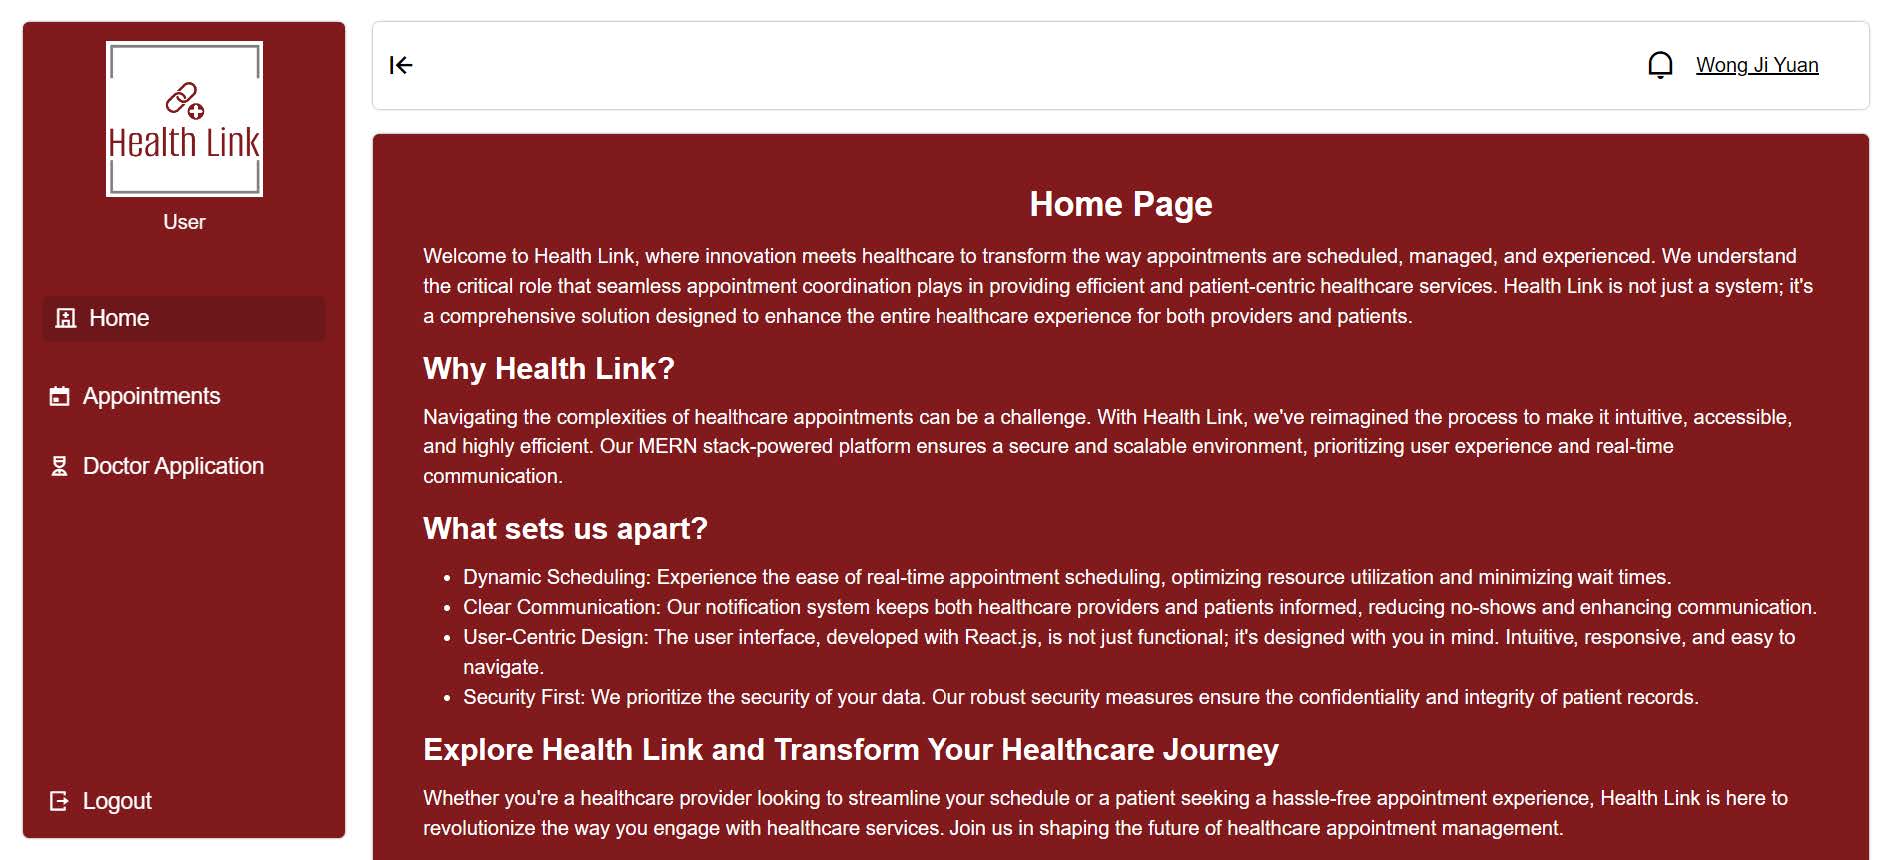 Health Link
User
Home
Appointments
Doctor Application
Logout
Wong Ji Yuan
Home Page
Welcome to Health Link, where innovation meets healthcare to transform the way appointments are scheduled, managed, and experienced. We understand
the critical role that seamless appointment coordination plays in providing efficient and patient-centric healthcare services. Health Link is not just a system; it's
a comprehensive solution designed to enhance the entire healthcare experience for both providers and patients.
Why Health Link?
Navigating the complexities of healthcare appointments can be a challenge. With Health Link, we've reimagined the process to make it intuitive, accessible,
and highly efficient. Our MERN stack-powered platform ensures a secure and scalable environment, prioritizing user experience and real-time
communication.
What sets us apart?
• Dynamic Scheduling: Experience the ease of real-time appointment scheduling, optimizing resource utilization and minimizing wait times.
• Clear Communication: Our notification system keeps both healthcare providers and patients informed, reducing no-shows and enhancing communication.
• User-Centric Design: The user interface, developed with React.js, is not just functional; it's designed with you in mind. Intuitive, responsive, and easy to
navigate.
• Security First: We prioritize the security of your data. Our robust security measures ensure the confidentiality and integrity of patient records.
Explore Health Link and Transform Your Healthcare Journey
Whether you're a healthcare provider looking to streamline your schedule or a patient seeking a hassle-free appointment experience, Health Link is here to
revolutionize the way you engage with healthcare services. Join us in shaping the future of healthcare appointment management.